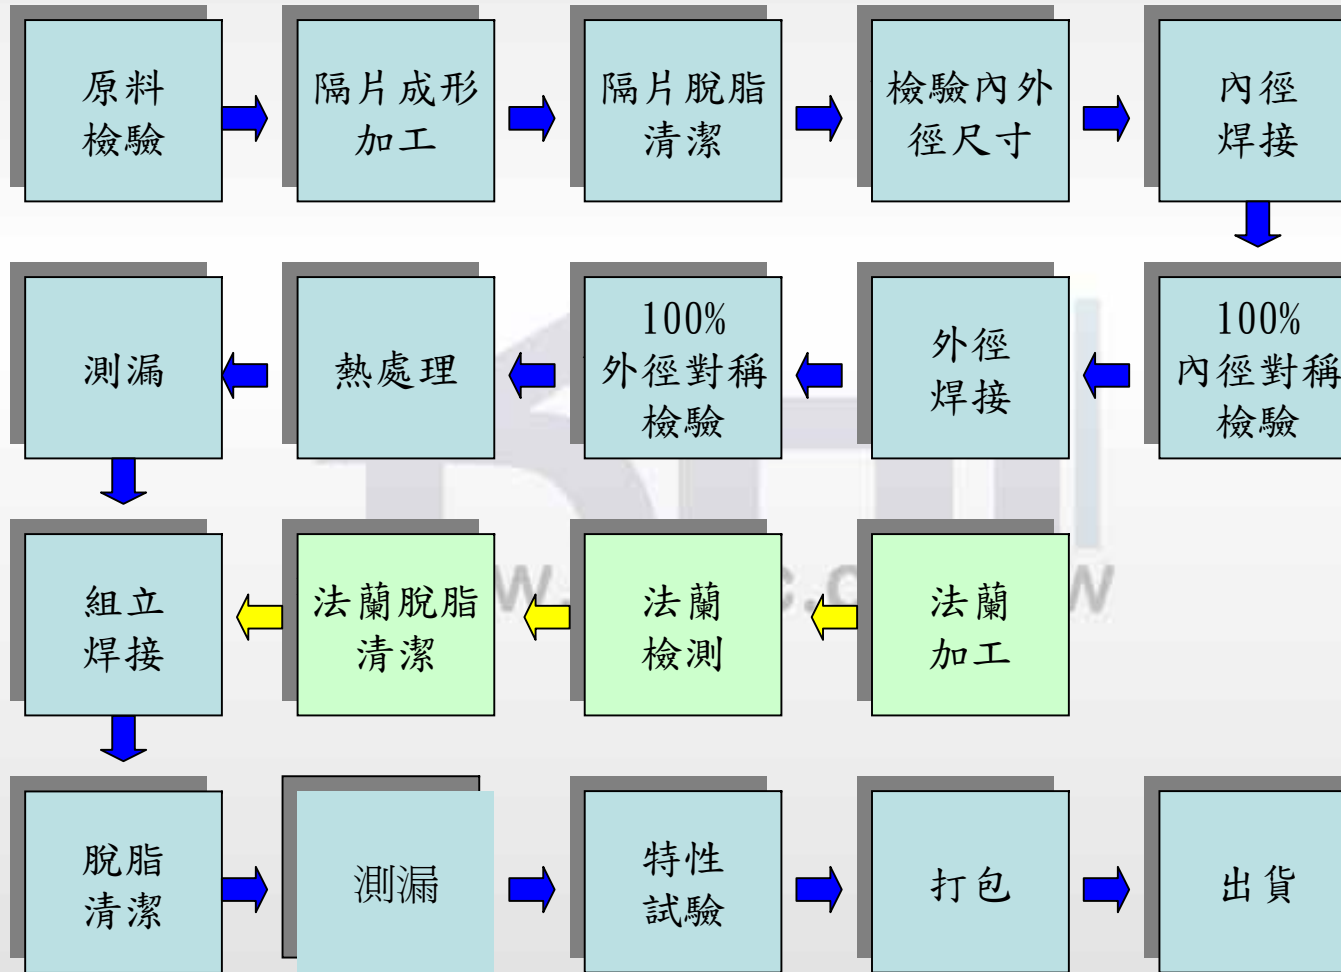 原料
檢驗
隔片成形
加工
隔片脫脂
清潔
檢驗內外
徑尺寸
內徑
焊接
測漏
熱處理
100%
外徑對稱
檢驗
外徑
焊接
100%
內徑對稱
檢驗
組立
焊接
法蘭脫脂
清潔
法蘭
檢測
法蘭
加工
脫脂
清潔
測漏
特性
試驗
打包
出貨